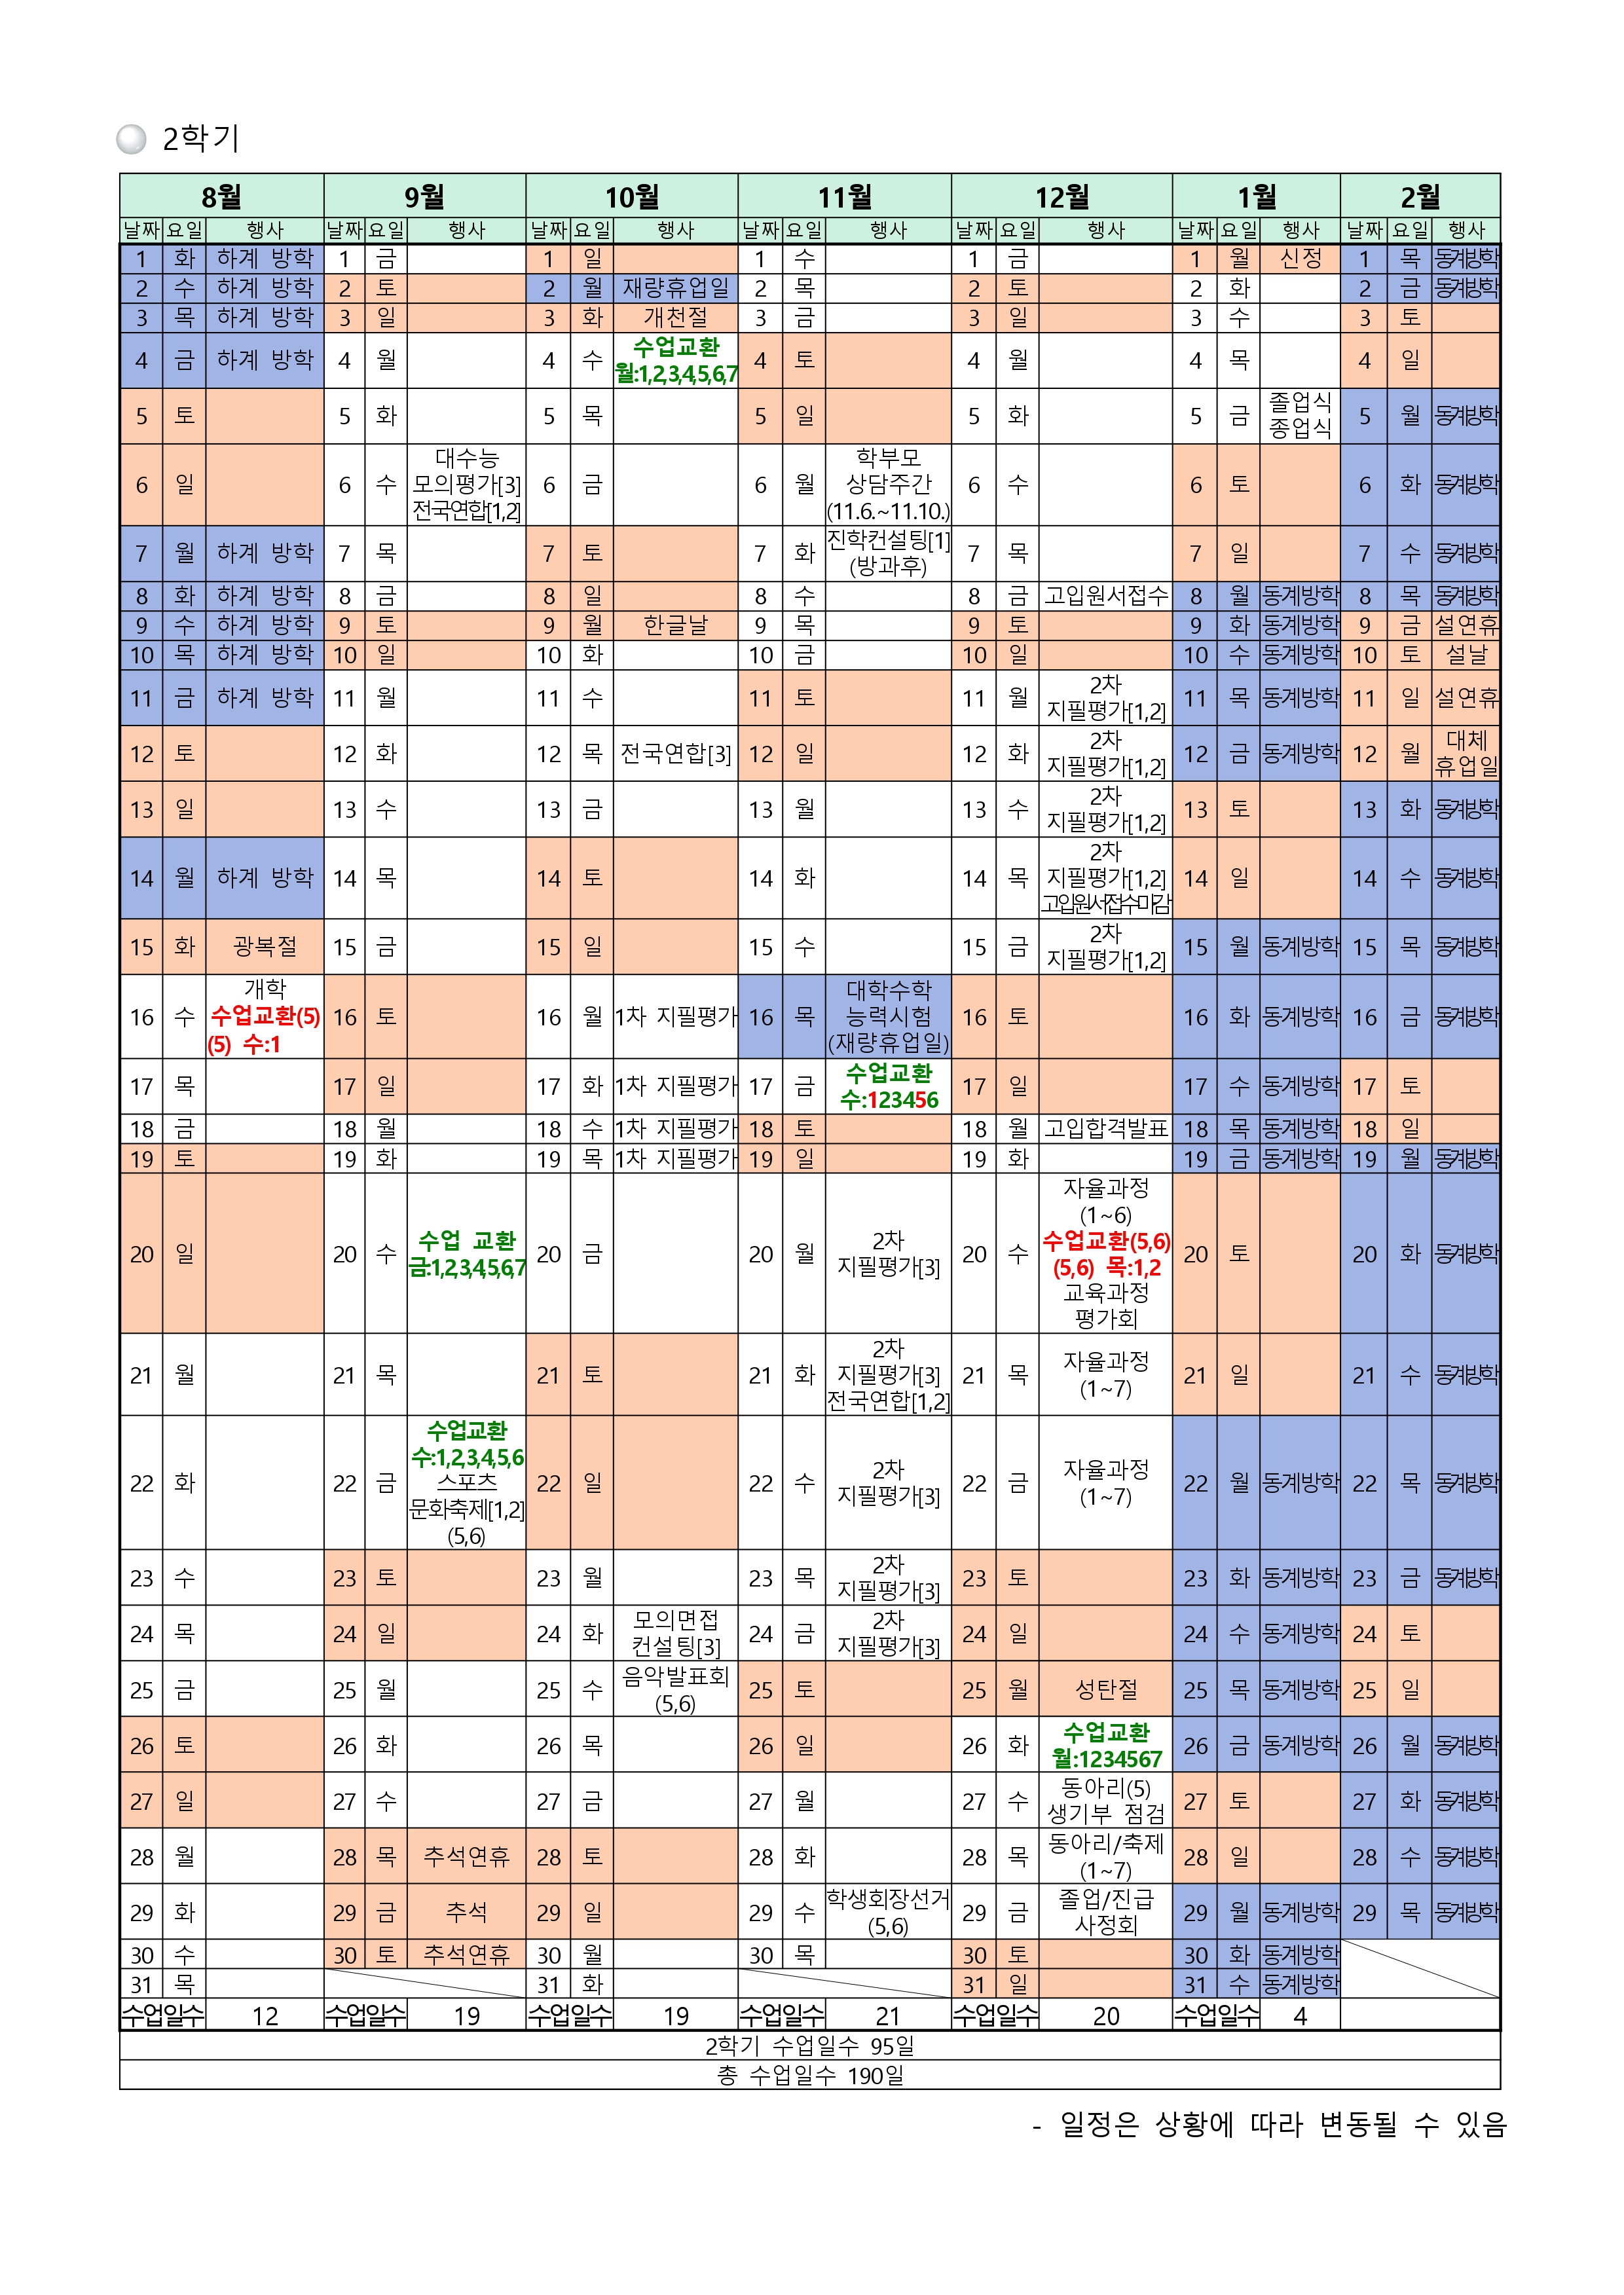 2학기
8월 9월 10월 11월 12월 1월 2월
날짜 요일 행사 날짜 요일 행사 날짜 요일 행사 날짜 요일 행사 날짜 요일 행사 날짜 요일 행사 날짜 요일 행사
1 화 하계 방학 1 금 1 일 1 수 1 금 1 월 신정 1 목 동계방학
2 수 하계 방학 2 토 2 월 재량휴업일 2 목 2 토 2 화 2 금 동계방학
3 목 하계 방학 3 일 3 화 개천절 3 금 3 일 3 수 3 토
4 금 하계 방학 4 월 4 수 수업교환 월:1,2,3,4,5,6,7 4 토 4 월 4 목 4 일
5 토 5 화 5 목 5 일 5 화 5 금 졸업식 종업식 5 월 동계방학
6 일 6 수 대수능 모의평가[3] 전국연합[1,2] 6 금 6 월 학부모 상담주간 (11.6.~11.10.) 6 수 6 토 6 화 동계방학
7 월 하계 방학 7 목 7 토 7 화 진학컨설팅[1] (방과후) 7 목 7 일 7 수 동계방학
8 화 하계 방학 8 금 8 일 8 수 8 금 고입원서접수 8 월 동계방학 8 목 동계방학
9 수 하계 방학 9 토 9 월 한글날 9 목 9 토 9 화 동계방학 9 금 설연휴
10 목 하계 방학 10 일 10 화 10 금 10 일 10 수 동계방학 10 토 설날
11 금 하계 방학 11 월 11 수 11 토 11 월 2차 지필평가[1,2] 11 목 동계방학 11 일 설연휴
12 토 12 화 12 목 전국연합[3] 12 일 12 화 2차 지필평가[1,2] 12 금 동계방학 12 월 대체 휴업일
13 일 13 수 13 금 13 월 13 수 2차 지필평가[1,2] 13 토 13 화 동계방학
14 월 하계 방학 14 목 14 토 14 화 14 목 2차 지필평가[1,2] 고입원서접수마감 14 일 14 수 동계방학
15 화 광복절 15 금 15 일 15 수 15 금 2차 지필평가[1,2] 15 월 동계방학 15 목 동계방학
16 수 개학 수업교환(5) (5) 수:1 16 토 16 월 1차 지필평가 16 목 대학수학 능력시험 (재량휴업일) 16 토 16 화 동계방학 16 금 동계방학
17 목 17 일 17 화 1차 지필평가 17 금 수업교환 수:123456 17 일 17 수 동계방학 17 토
18 금 18 월 18 수 1차 지필평가 18 토 18 월 고입합격발표 18 목 동계방학 18 일
19 토 19 화 19 목 1차 지필평가 19 일 19 화 19 금 동계방학 19 월 동계방학
20 일 20 수 수업 교환 금:1,2,3,4,5,6,7 20 금 20 월 2차 지필평가[3] 20 수 자율과정 (1~6) 수업교환(5,6) (5,6) 목:1,2 교육과정 평가회 20 토 20 화 동계방학
21 월 21 목 21 토 21 화 2차 지필평가[3] 전국연합[1,2] 21 목 자율과정 (1~7) 21 일 21 수 동계방학
22 화 22 금 수업교환 수:1,2,3,4,5,6 스포츠 문화축제[1,2] (5,6) 22 일 22 수 2차 지필평가[3] 22 금 자율과정 (1~7) 22 월 동계방학 22 목 동계방학
23 수 23 토 23 월 23 목 2차 지필평가[3] 23 토 23 화 동계방학 23 금 동계방학
24 목 24 일 24 화 모의면접 컨설팅[3] 24 금 2차 지필평가[3] 24 일 24 수 동계방학 24 토
25 금 25 월 25 수 음악발표회 (5,6) 25 토 25 월 성탄절 25 목 동계방학 25 일
26 토 26 화 26 목 26 일 26 화 수업교환 월:1234567 26 금 동계방학 26 월 동계방학
27 일 27 수 27 금 27 월 27 수 동아리(5) 생기부 점검 27 토 27 화 동계방학
28 월 28 목 추석연휴 28 토 28 화 28 목 동아리/축제 (1~7) 28 일 28 수 동계방학
29 화 29 금 추석 29 일 29 수 학생회장선거 (5,6) 29 금 졸업/진급 사정회 29 월 동계방학 29 목 동계방학
30 수 30 토 추석연휴 30 월 30 목 30 토 30 화 동계방학
31 목 31 화 31 일 31 수 동계방학
수업일수 12 수업일수 19 수업일수 19 수업일수 21 수업일수 20 수업일수 4
2학기 수업일수 95일
총 수업일수 190일
- 일정은 상황에 따라 변동될 수 있음